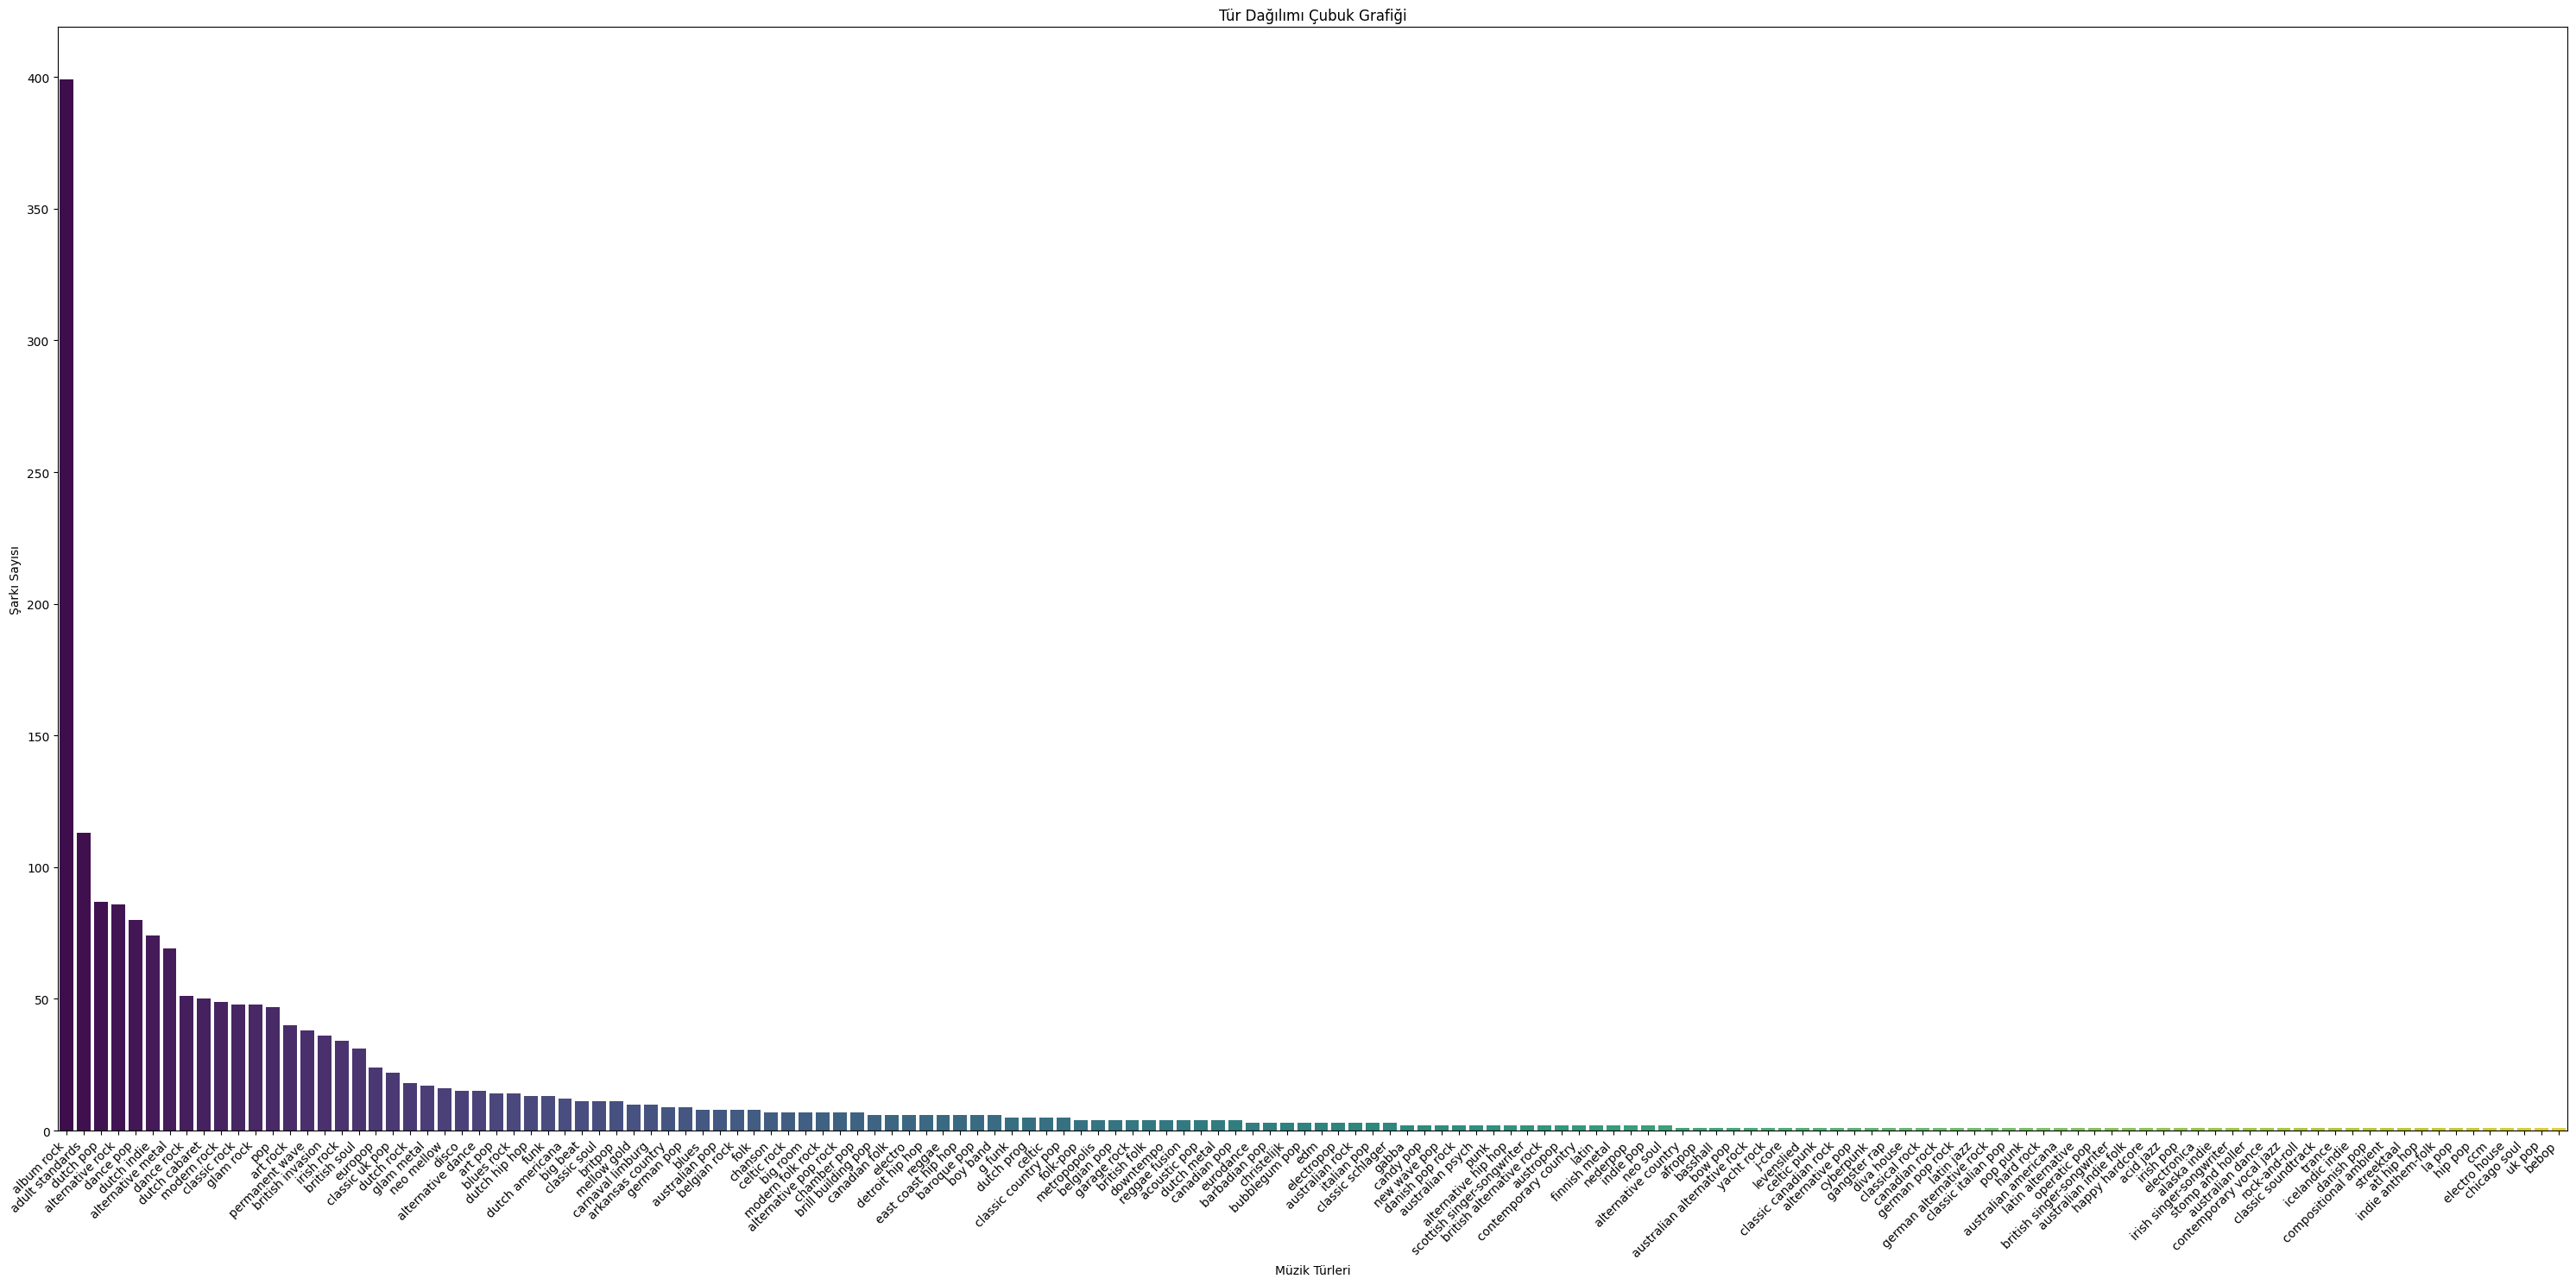 Tür Dağılımı Çubuk Grafiği
Şarkı Sayısı
400
350
300
250
200
150
100
50
0
album rock
adult standards
dutch pop
alternative rock
dance pop
dutch indie
alternative metal
dance rock
dutch cabaret
modern rock
classic rock
glam rock
pop
art rock
permanent wave
british invasion
irish rock
british soul
europop
classic uk pop
dutch rock
glam metal
neo mellow
disco
alternative dance
art pop
blues rock
dutch hip hop
funk
dutch americana
big beat
classic soul
britpop
mellow gold
carnaval limburg
arkansas country
german pop
blues
australian pop
belgian rock
folk
chanson
celtic rock
big room
modern folk rock
alternative pop rock
chamber pop
brill building pop
canadian folk
electro
detroit hip hop
reggae
east coast hip hop
baroque pop
boy band
g funk
dutch prog
celtic
classic country pop
folk-pop
metropopolis
belgian pop
garage rock
british folk
downtempo
reggae fusion
acoustic pop
dutch metal
canadian pop
eurodance
barbadian pop
christelijk
bubblegum pop
edm
electropop
australian rock
italian pop
classic schlager
gabba
candy pop
new wave pop
danish pop rock
australian psych
punk
alternative hip hop
scottish singer-songwriter
british alternative rock
austropop
contemporary country
latin
finnish metal
nederpop
indie pop
neo soul
alternative country
afropop
basshall
bow pop
australian alternative rock
yacht rock
j-core
levenslied
celtic punk
classic canadian rock
alternative pop
cyberpunk
gangster rap
diva house
classical rock
canadian rock
german pop rock
latin jazz
german alternative rock
classic italian pop
pop punk
hard rock
australian americana
latin alternative
operatic pop
british singer-songwriter
australian indie folk
happy hardcore
acid jazz
irish pop
electronica
alaska indie
irish singer-songwriter
stomp and holler
australian dance
contemporary vocal jazz
rock-and-roll
classic soundtrack
trance
icelandic indie
danish pop
compositional ambient
streektaal
atl hip hop
indie anthem-folk
la pop
hip pop
ccm
electro house
chicago soul
uk pop
bebop
Müzik Türleri